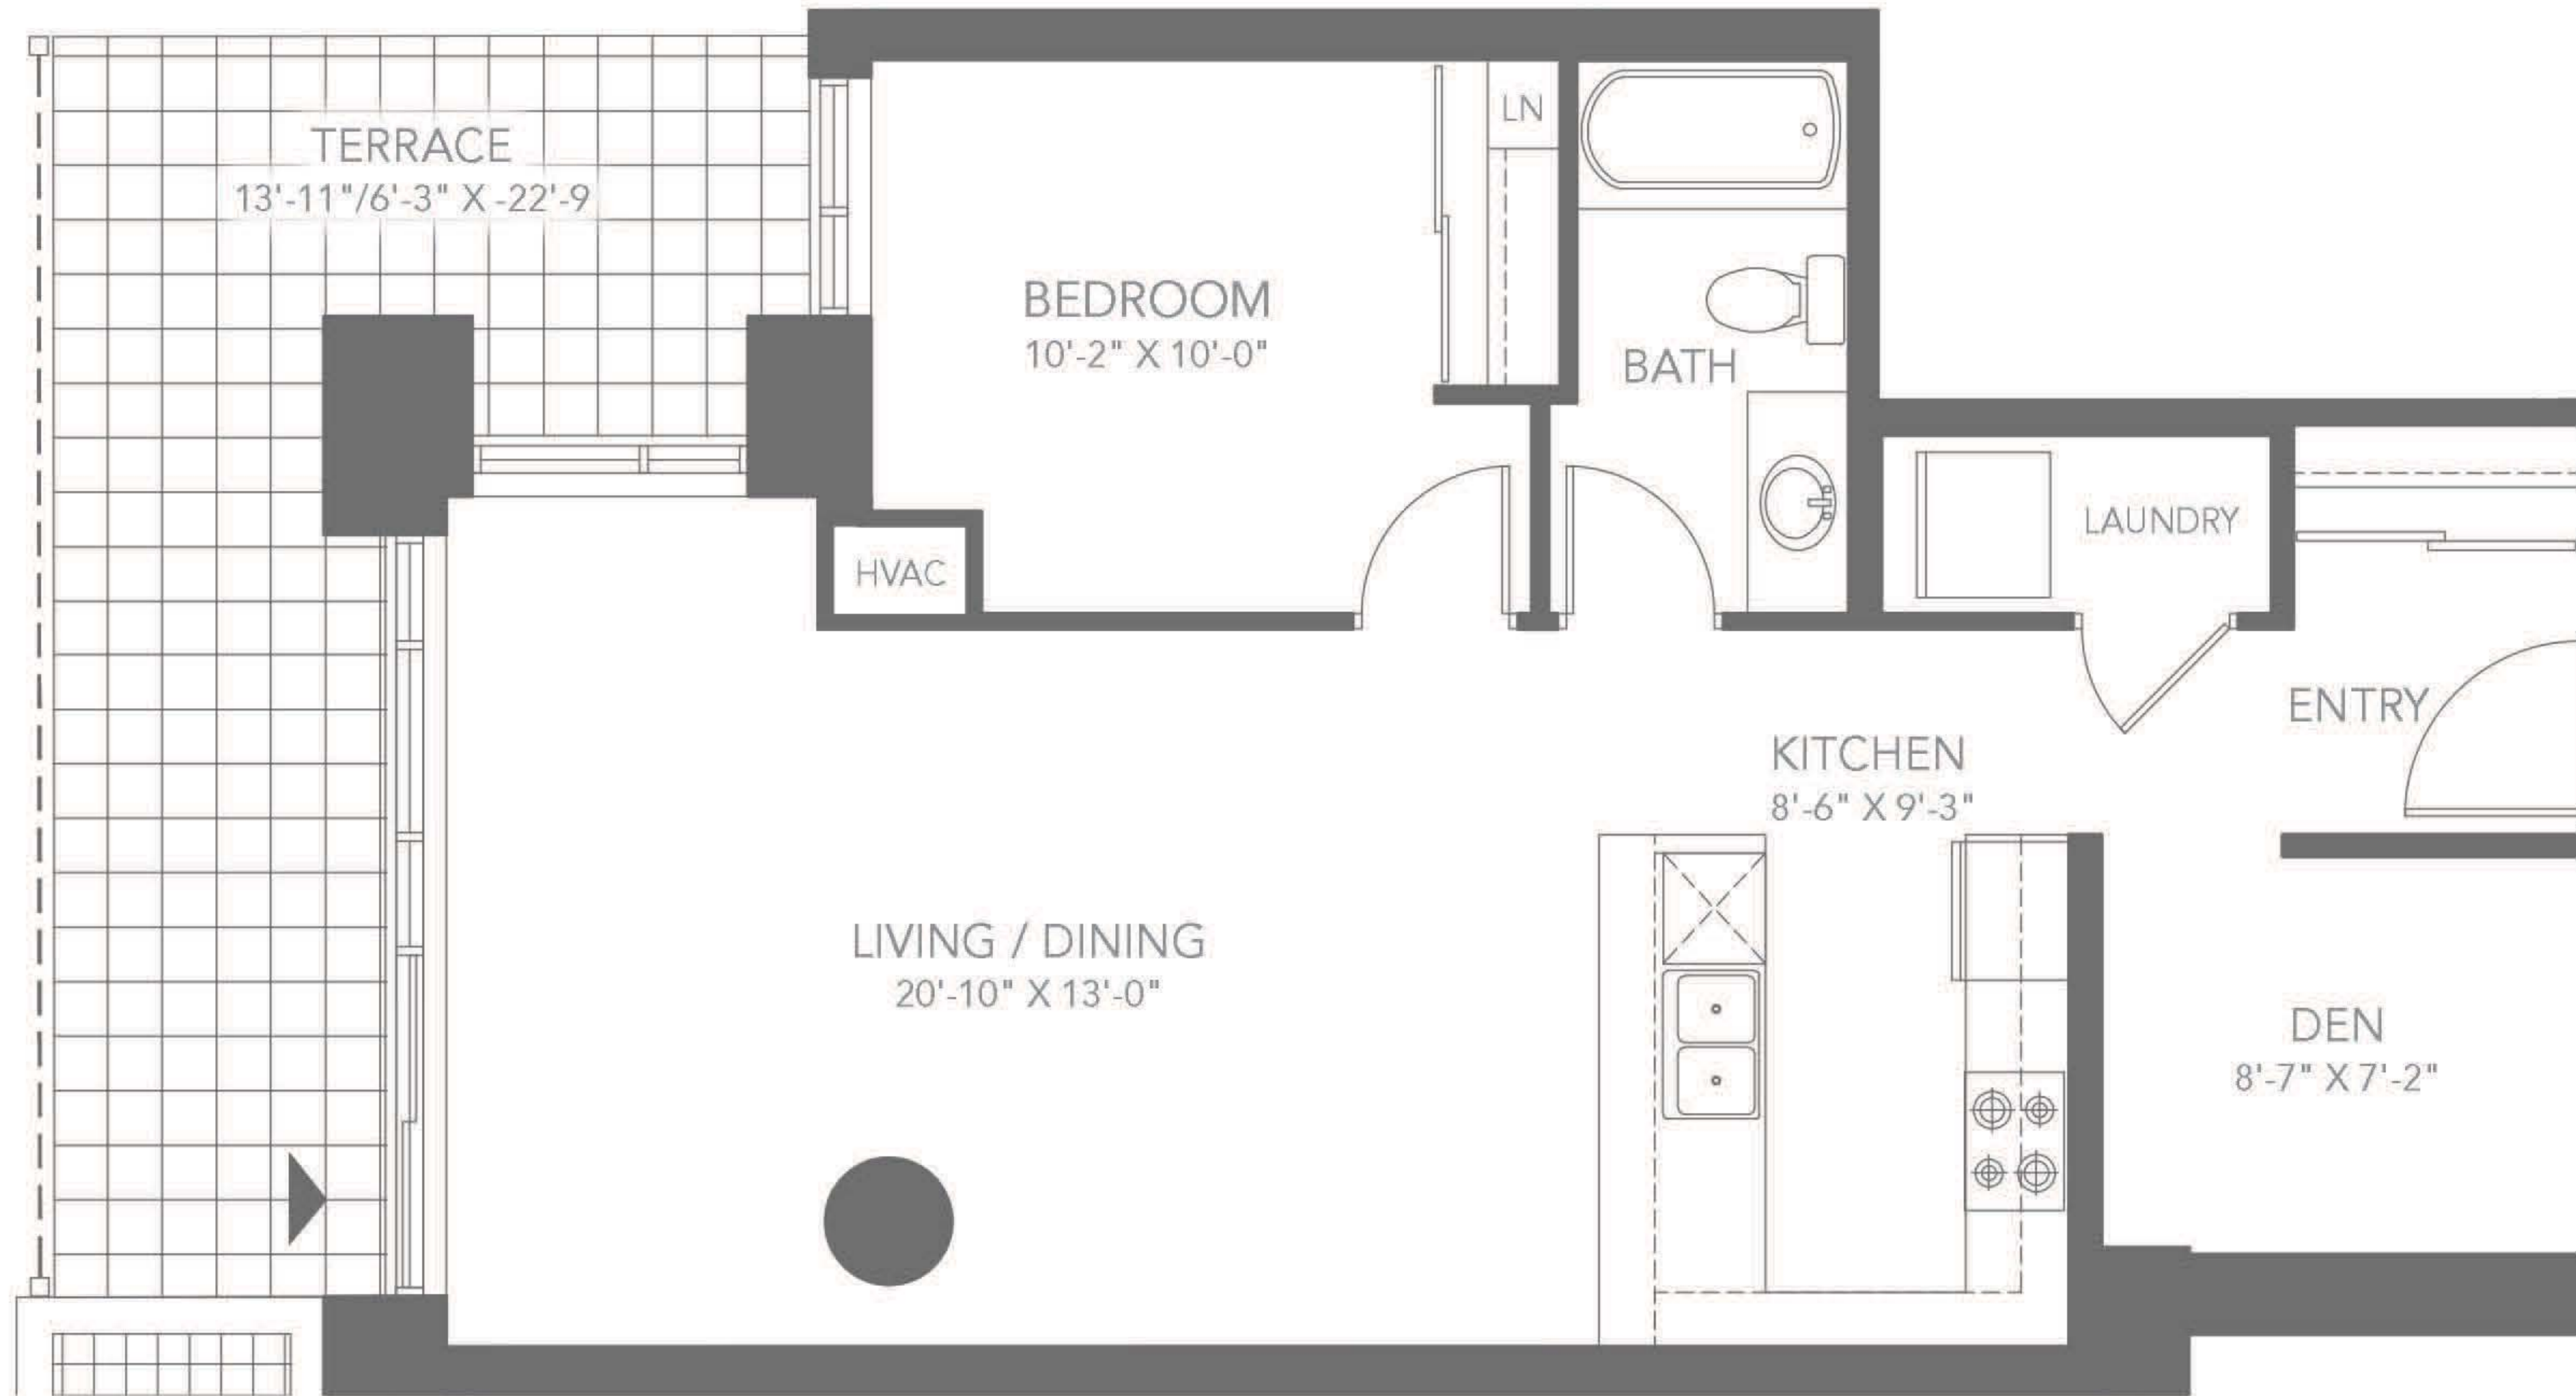 TERRACE
13'-11"/6'-3" X -22'-9
BEDROOM
10'-2" X 10'-0"
LN
BATH
HVAC
LAUNDRY
ENTRY
KITCHEN
8'-6" X 9'-3"
LIVING / DINING
20'-10" X 13'-0"
DEN
8'-7" X 7'-2"